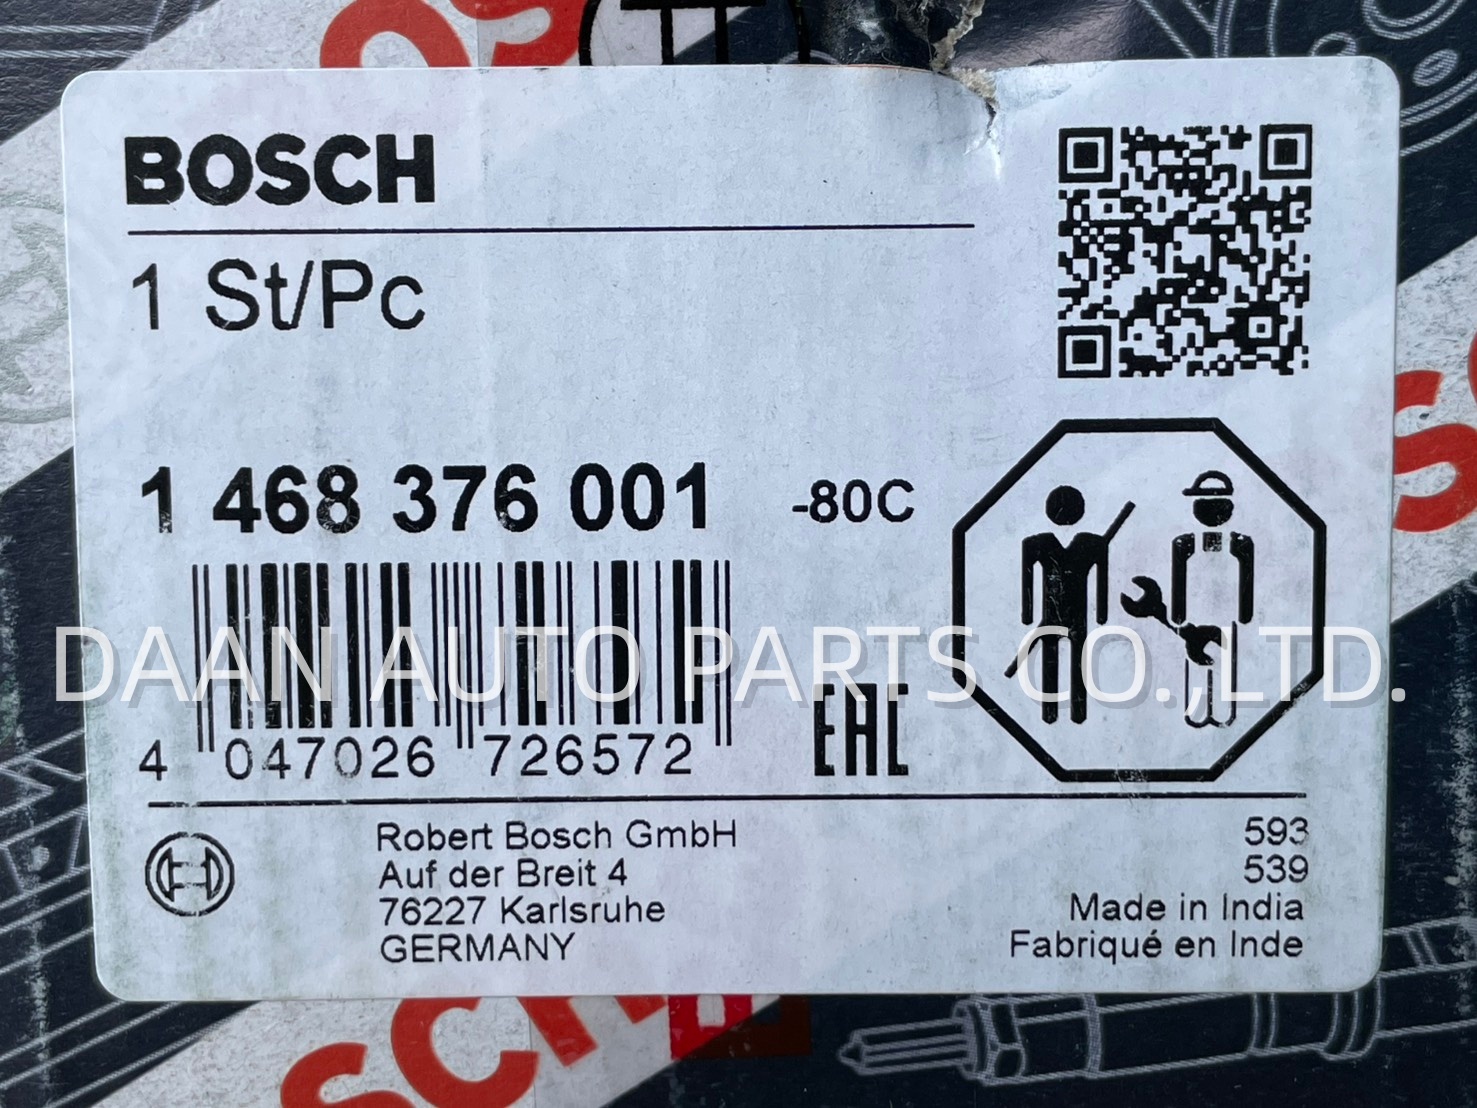 BOSCH
1 St/Pc
1 468 376 001 -80C
DAAN AUTO PARTS CO.,LTD.
EAC
4 047026 726572
Robert Bosch GmbH
Auf der Breit 4
76227 Karlsruhe
GERMANY
593
539
Made in India
Fabriqué en Inde